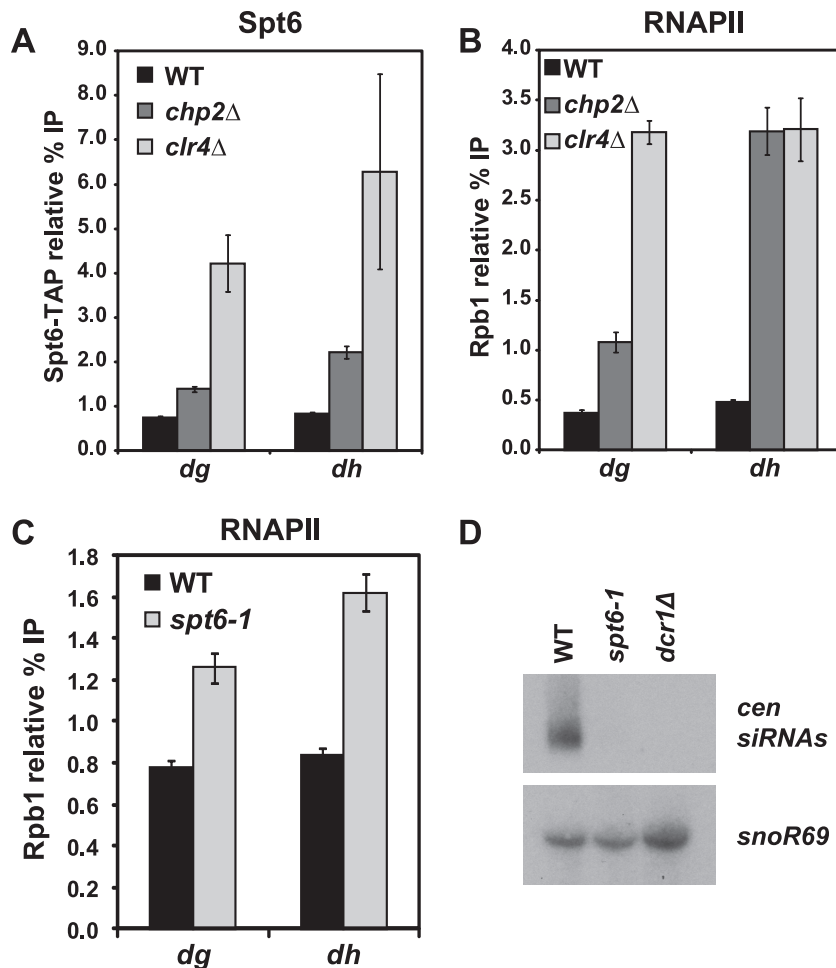 A
Spt6
Spt6-TAP relative % IP
9.0
8.0
7.0
6.0
5.0
4.0
3.0
2.0
1.0
0.0
WT
chp2Δ
clr4Δ
dg
dh
B
RNAPII
Rpb1 relative % IP
4.0
3.5
3.0
2.5
2.0
1.5
1.0
0.5
0.0
WT
chp2Δ
clr4Δ
dg
dh
C
RNAPII
Rpb1 relative % IP
1.8
1.6
1.4
1.2
1.0
0.8
0.6
0.4
0.2
0.0
WT
spt6-1
dg
dh
D
WT
spt6-1
dcr1Δ
cen
siRNAs
snoR69